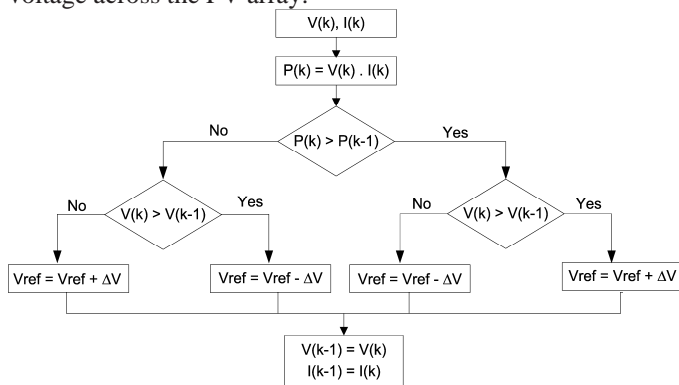 voltage across the PV array.
V(k), I(k)
P(k) = V(k) . I(k)
No
P(k) > P(k-1)
Yes
No
V(k) > V(k-1)
Yes
No
V(k) > V(k-1)
Yes
Vref = Vref + ΔV
Vref = Vref - ΔV
Vref = Vref - ΔV
Vref = Vref + ΔV
V(k-1) = V(k)
I(k-1) = I(k)